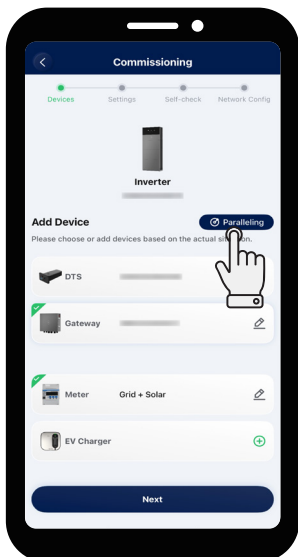 Commissioning
Devices Settings Self-check Network Config
Inverter
Add Device Paralleling
Please choose or add devices based on the actual
DTS
Gateway
Meter Grid + Solar
EV Charger
Next